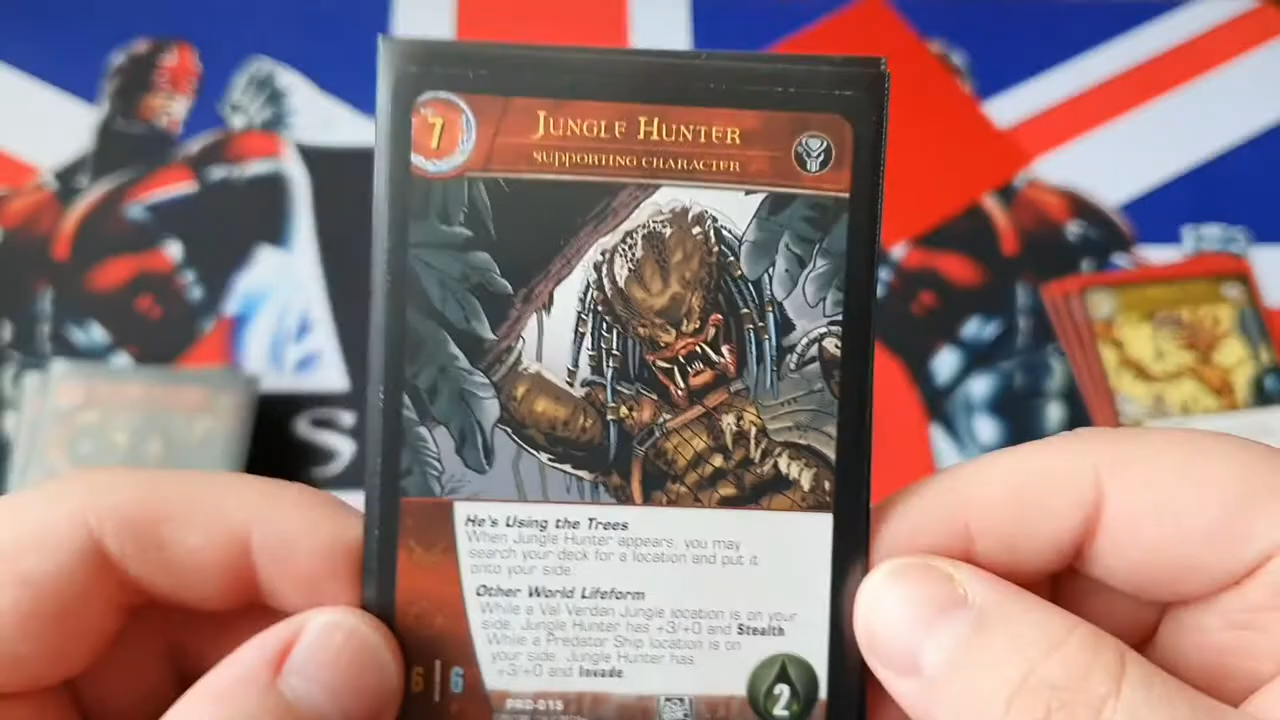 7
JUNGLE HUNTER
SUPPORTING CHARACTER
S
He's Using the Trees
When Jungle Hunter appears, you may
search your deck for a location and put it
onto your side.
Other World Lifeform
While a Val Verdan Jungle location is on your
side, Jungle Hunter has +3/+0 and Stealth
While a Predator Ship location is on
your side, Jungle Hunter has
+3/+0 and Invade.
6 6
PRD-015
2